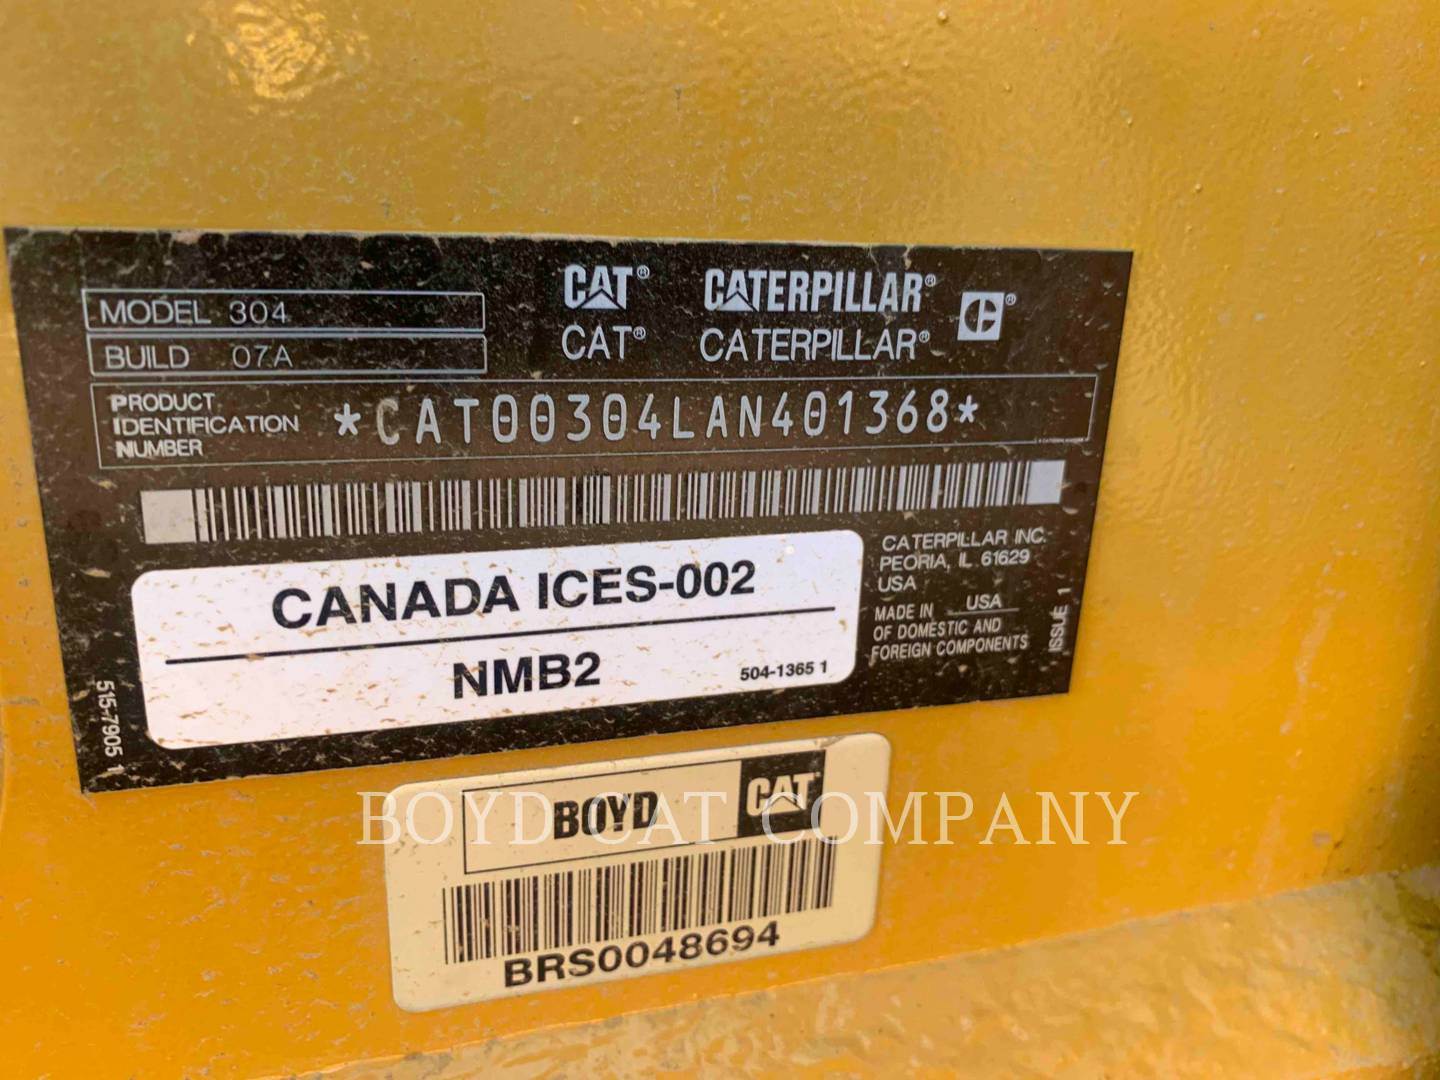 CAT® CATERPILLAR®
CAT® CATERPILLAR®
MODEL 304
BUILD 07A
PRODUCT
IDENTIFICATION
NUMBER
*CAT00304LAN401368*
CATERPILLAR INC.
PEORIA, IL 61629
USA
MADE IN USA
OF DOMESTIC AND
FOREIGN COMPONENTS
ISSUE 1
CANADA ICES-002
NMB2
504-1365 1
515-7905 1
BOYD CAT
BRS0048694
BOYD CAT COMPANY